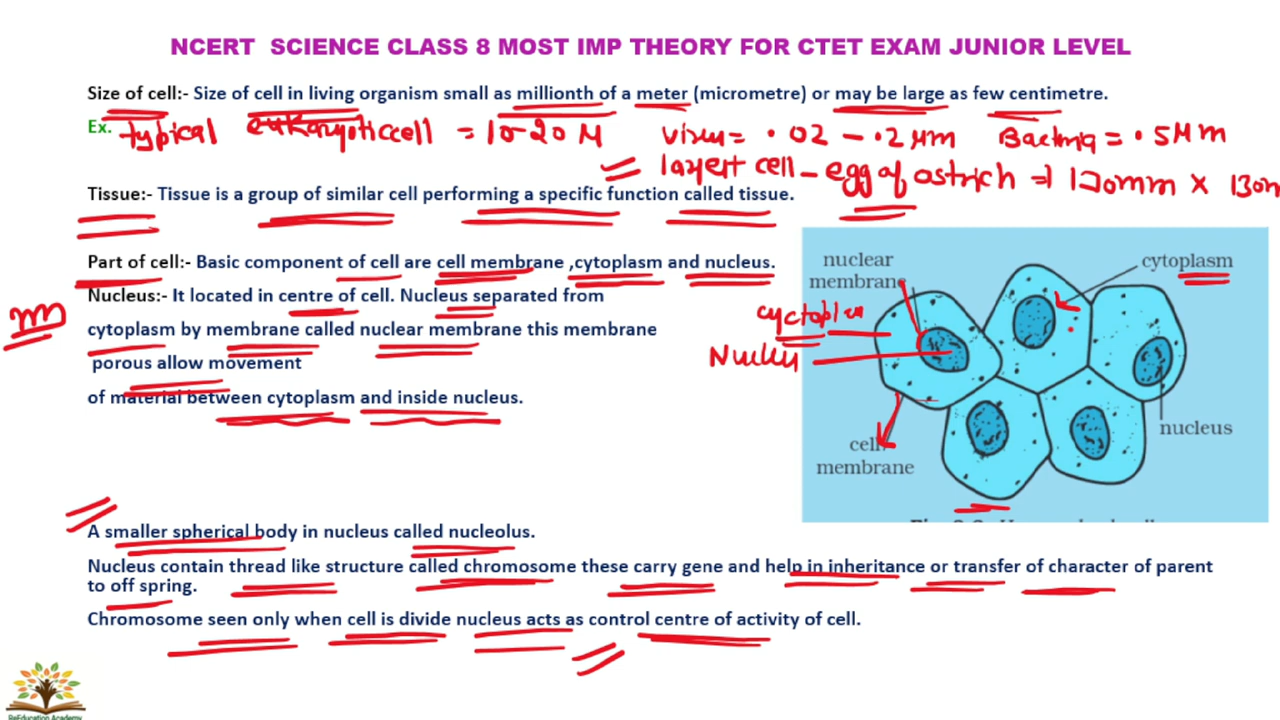 NCERT SCIENCE CLASS 8 MOST IMP THEORY FOR CTET EXAM JUNIOR LEVEL
Size of cell:- Size of cell in living organism small as millionth of a meter (micrometre) or may be large as few centimetre.
Ex. Typical eukaryotic cell = 10-20 M virus = .02 - .2 μm Bacteria = .5μm
largest cell - egg of ostrich ⇒ 170mm × 130m
Tissue:- Tissue is a group of similar cell performing a specific function called tissue.
Part of cell:- Basic component of cell are cell membrane ,cytoplasm and nucleus.
Nucleus:- It located in centre of cell. Nucleus separated from
cytoplasm by membrane called nuclear membrane this membrane
porous allow movement
of material between cytoplasm and inside nucleus.
nuclear
membrane
cytoplasm
cell
membrane
nucleus
A smaller spherical body in nucleus called nucleolus.
Nucleus contain thread like structure called chromosome these carry gene and help in inheritance or transfer of character of parent
to off spring.
Chromosome seen only when cell is divide nucleus acts as control centre of activity of cell.
ReEducation Academy